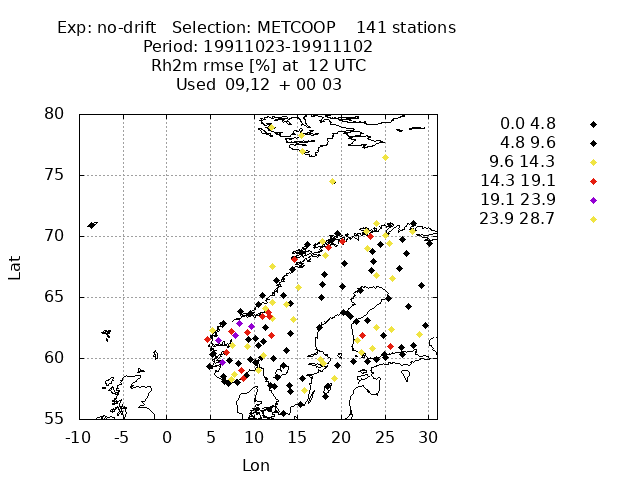 Exp: no-drift   Selection: METCOOP    141 stations
Period: 19911023-19911102
Rh2m rmse [%] at  12 UTC
Used  09,12  + 00 03
0.0 4.8
4.8 9.6
9.6 14.3
14.3 19.1
19.1 23.9
23.9 28.7
80
75
70
65
60
55
Lat
-10 -5 0 5 10 15 20 25 30
Lon